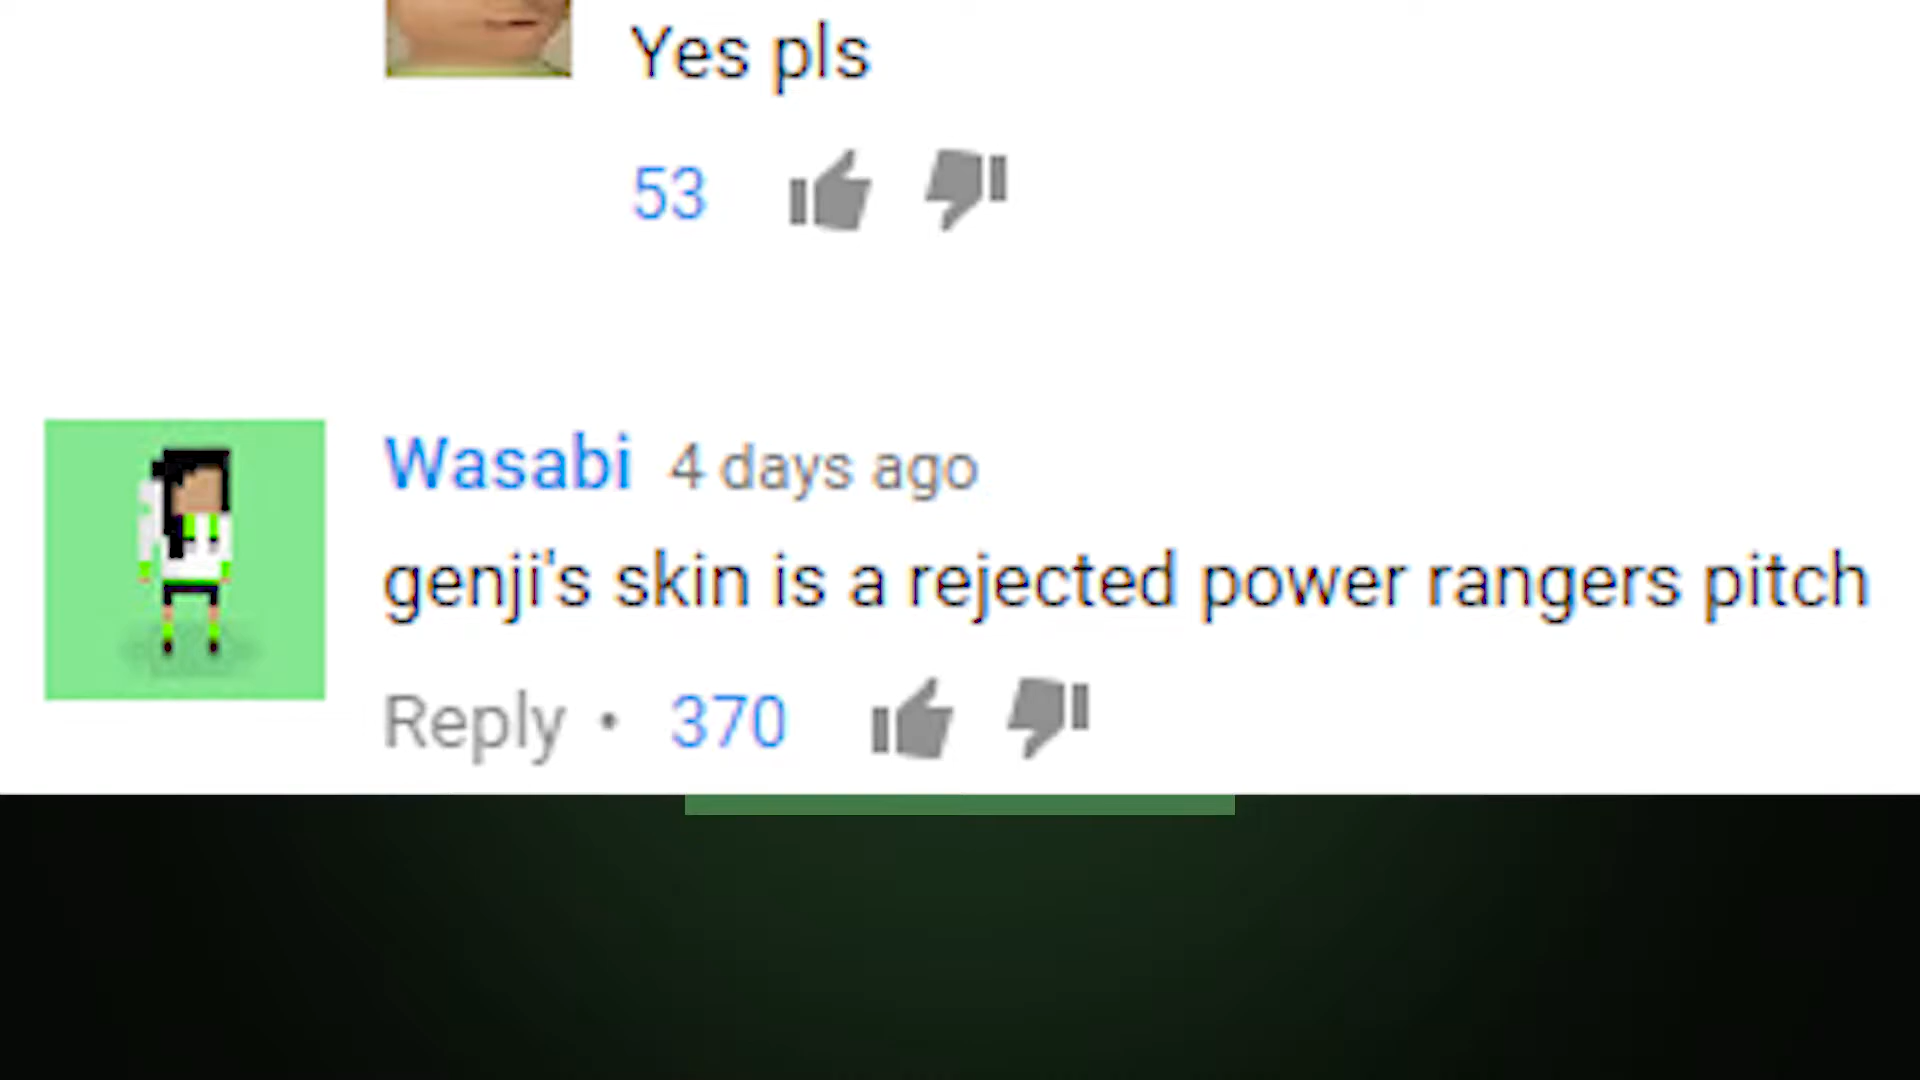 Yes pls
53
Wasabi 4 days ago
genji's skin is a rejected power rangers pitch
Reply • 370